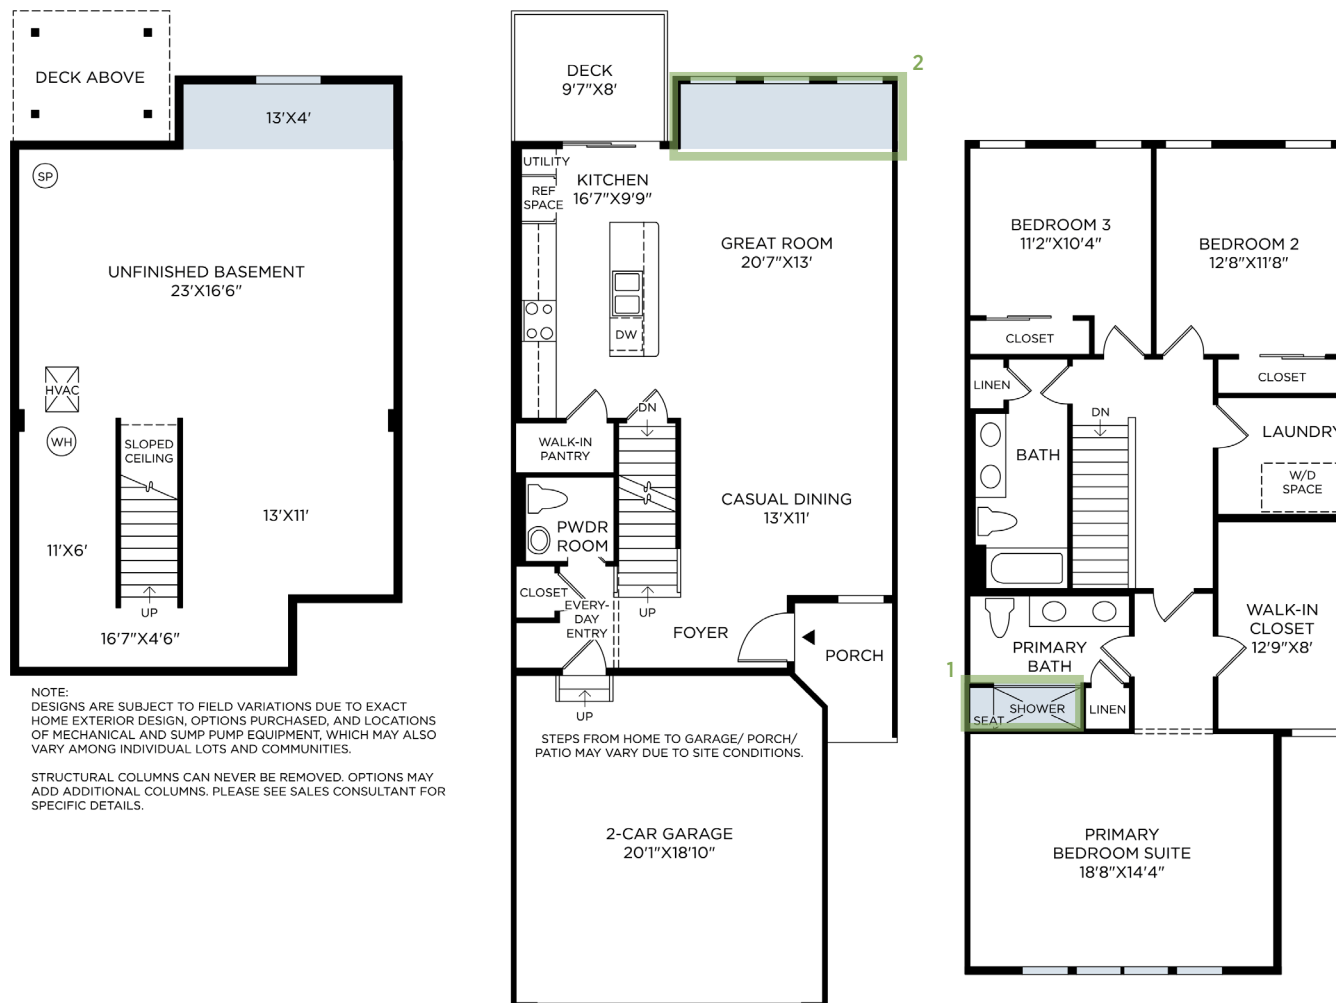 DECK ABOVE
13'X4'
SP
UNFINISHED BASEMENT
23'X16'6"
HVAC
WH
SLOPED
CEILING
13'X11'
11'X6'
UP
16'7"X4'6"
NOTE:
DESIGNS ARE SUBJECT TO FIELD VARIATIONS DUE TO EXACT
HOME EXTERIOR DESIGN, OPTIONS PURCHASED, AND LOCATIONS
OF MECHANICAL AND SUMP PUMP EQUIPMENT, WHICH MAY ALSO
VARY AMONG INDIVIDUAL LOTS AND COMMUNITIES.
STRUCTURAL COLUMNS CAN NEVER BE REMOVED. OPTIONS MAY
ADD ADDITIONAL COLUMNS. PLEASE SEE SALES CONSULTANT FOR
SPECIFIC DETAILS.
2
DECK
9'7"X8'
UTILITY
REF
SPACE
KITCHEN
16'7"X9'9"
GREAT ROOM
20'7"X13'
DW
DN
WALK-IN
PANTRY
CASUAL DINING
13'X11'
PWDR
ROOM
CLOSET
EVERY-
DAY
ENTRY
UP
FOYER
PORCH
UP
STEPS FROM HOME TO GARAGE/ PORCH/
PATIO MAY VARY DUE TO SITE CONDITIONS.
2-CAR GARAGE
20'1"X18'10"
BEDROOM 3
11'2"X10'4"
BEDROOM 2
12'8"X11'8"
CLOSET
CLOSET
LINEN
DN
BATH
LAUNDRY
W/D
SPACE
WALK-IN
CLOSET
12'9"X8'
PRIMARY
BATH
1
SEAT
SHOWER
LINEN
PRIMARY
BEDROOM SUITE
18'8"X14'4"